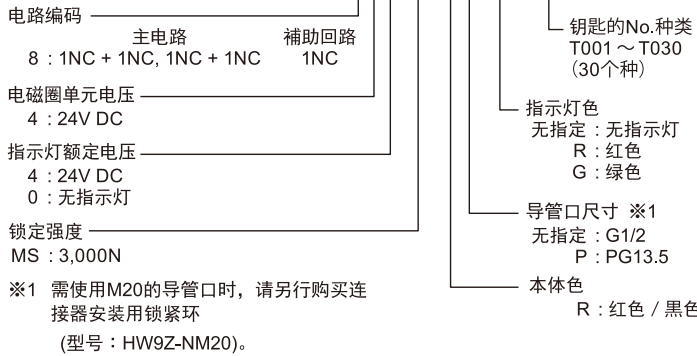 电路编码
主电路 補助回路
8 : 1NC + 1NC, 1NC + 1NC 1NC
电磁圈单元电压
4 : 24V DC
指示灯额定电压
4 : 24V DC
0 : 无指示灯
锁定强度
MS : 3,000N
※1 需使用M20的导管口时，请另行购买连
接器安装用锁紧环
(型号：HW9Z-NM20)。
钥匙的No.种类
T001 ～ T030
（30个种）
指示灯色
无指定 : 无指示灯
R : 红色
G : 绿色
导管口尺寸 ※1
无指定 : G1/2
P : PG13.5
本体色
R : 红色 / 黒色